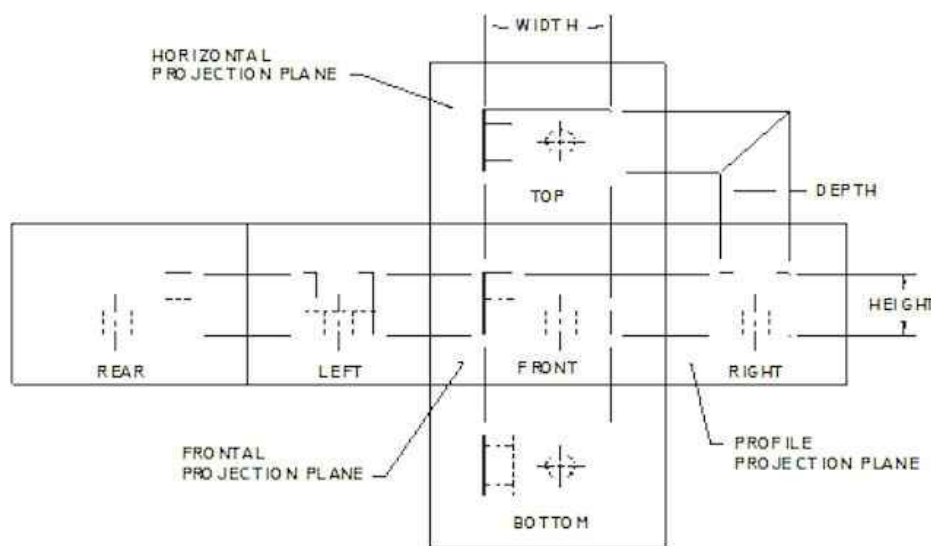 WIDTH
HORIZONTAL
PROJECTION PLANE
TOP
DEPTH
HEIGHT
REAR
LEFT
FRONT
RIGHT
FRONTAL
PROJECTION PLANE
PROFILE
PROJECTION PLANE
BOTTOM